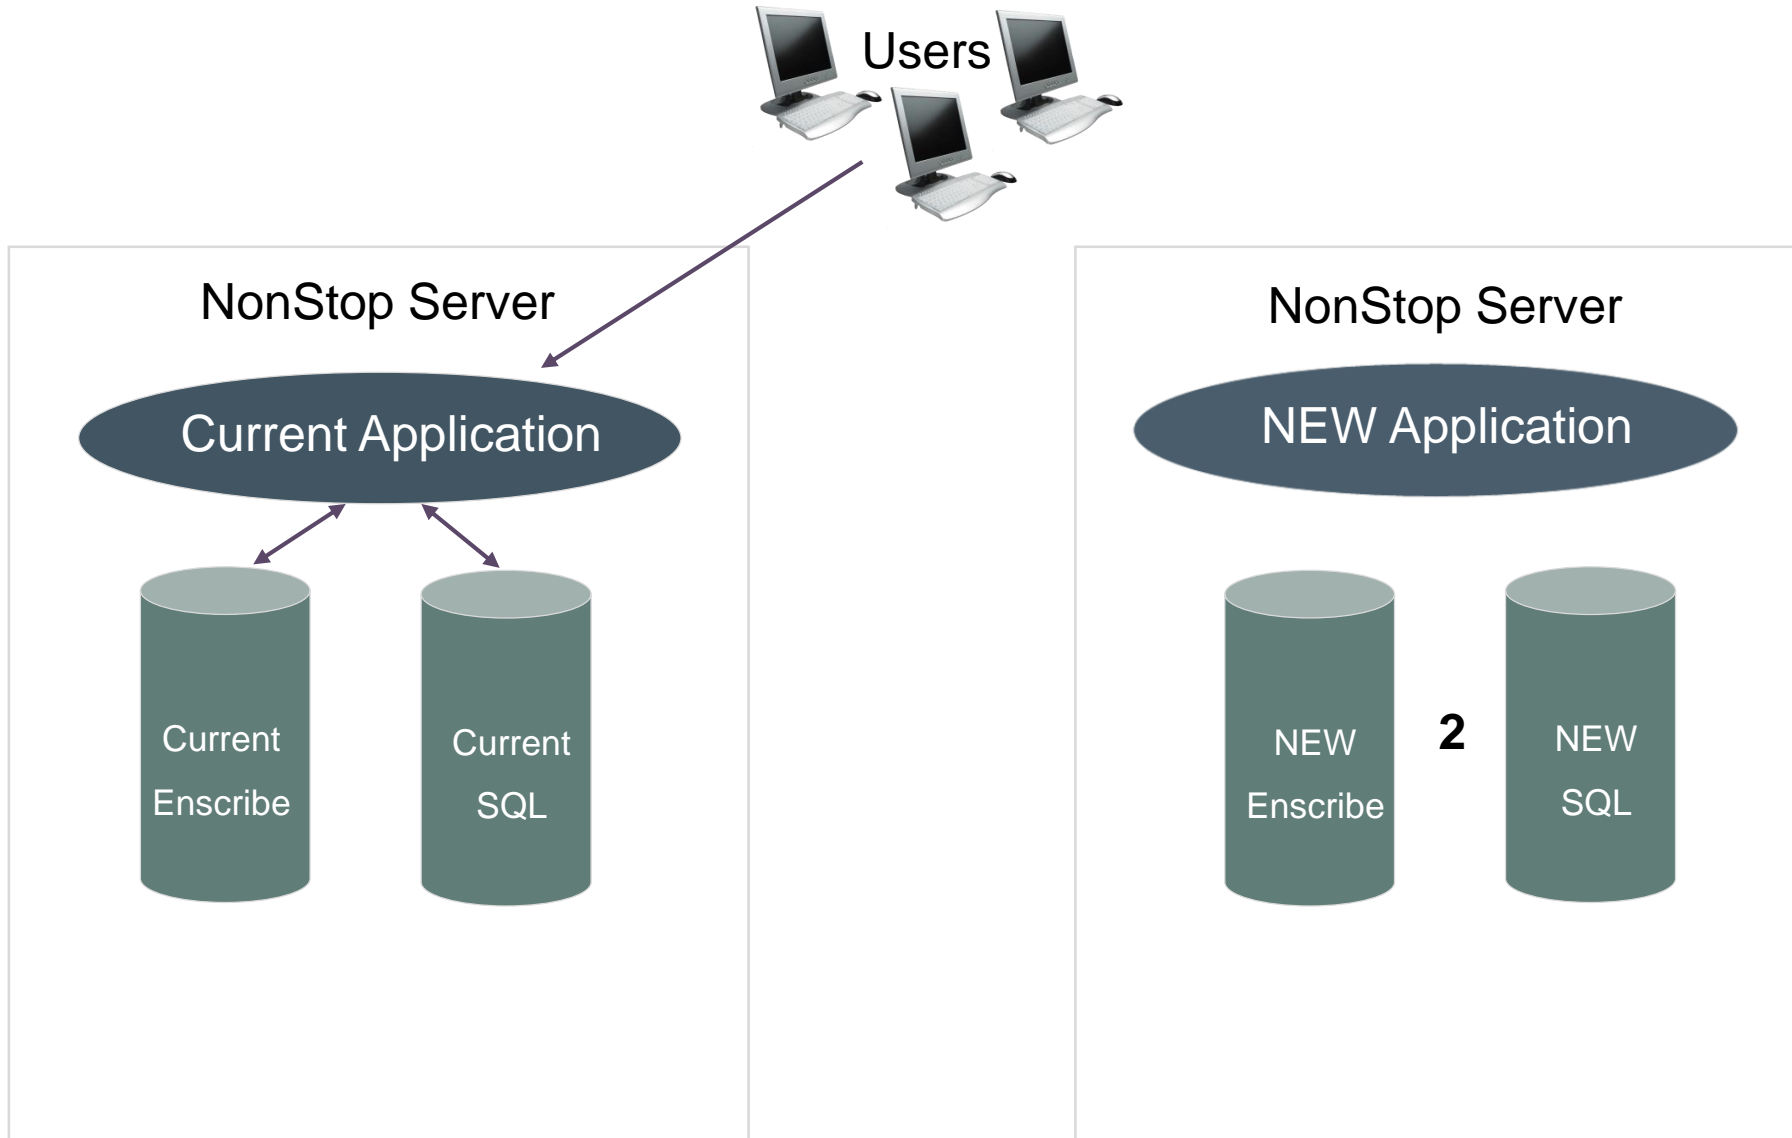 Users
NonStop Server
Current Application
Current
Enscribe
Current
SQL
NonStop Server
NEW Application
NEW
Enscribe
2
NEW
SQL